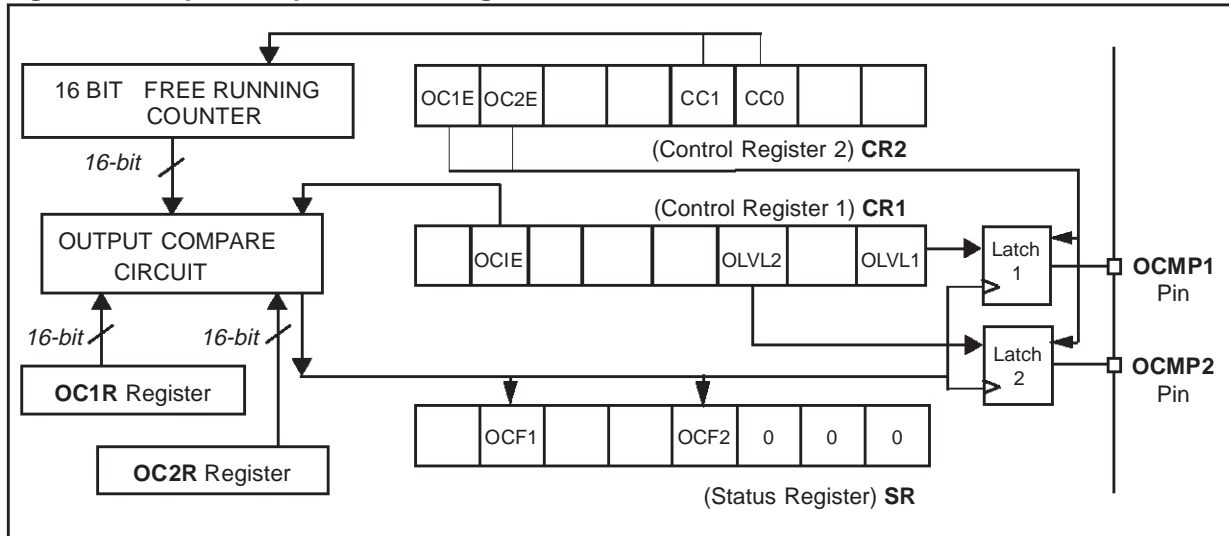 16 BIT FREE RUNNING
COUNTER
16-bit
OUTPUT COMPARE
CIRCUIT
16-bit
16-bit
OC1R Register
OC2R Register
OC1E OC2E CC1 CC0
(Control Register 2) CR2
(Control Register 1) CR1
OCIE OLVL2 OLVL1
OCF1 OCF2 0 0 0
(Status Register) SR
Latch
1
Latch
2
OCMP1
Pin
OCMP2
Pin